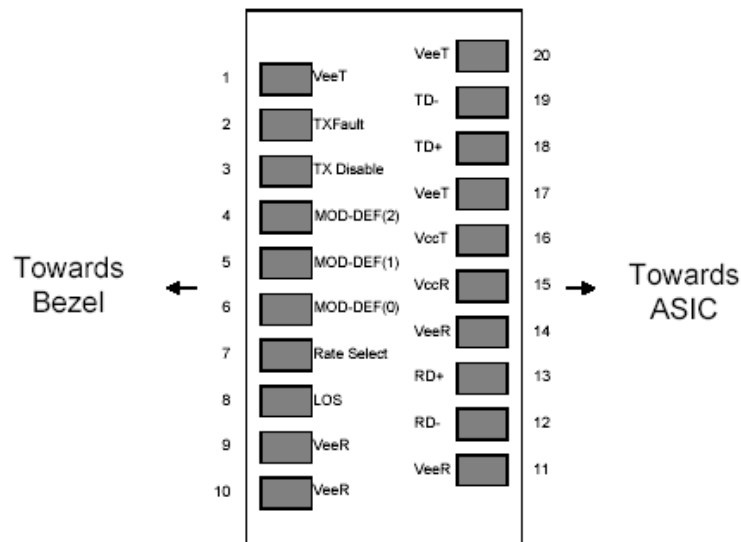 VeeT 20
1 VeeT
TD- 19
2 TXFault
TD+ 18
3 TX Disable
VeeT 17
4 MOD-DEF(2)
VccT 16
5 MOD-DEF(1)
Towards
Bezel
VccR 15
Towards
ASIC
6 MOD-DEF(0)
VeeR 14
7 Rate Select
RD+ 13
8 LOS
RD- 12
9 VeeR
VeeR 11
10 VeeR